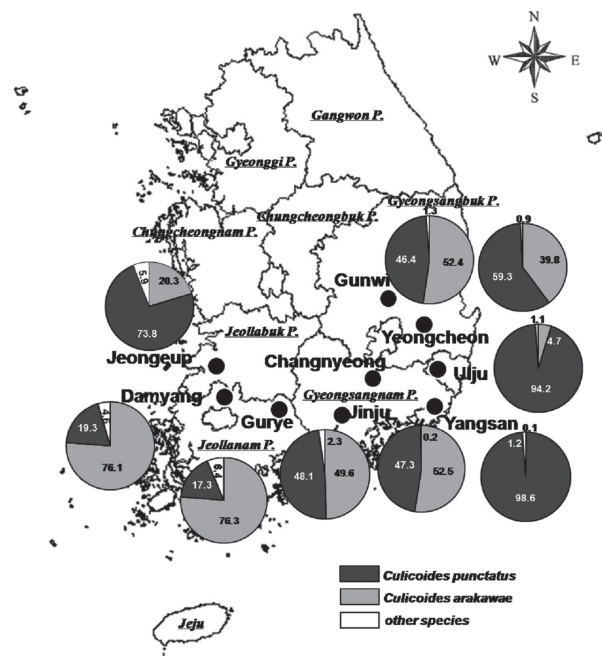 N
W E
S
Gangwon P.
Gyeonggi P.
Gyeongsangbuk P.
Chungcheongbuk P.
Chungcheongnam P.
1.3
0.9
46.4
52.4
59.3
39.8
Gunwi
5.9
20.3
73.8
Yeongcheon
1.1
4.7
94.2
Jeollabuk P.
Jeongeup
Changnyeong
Ulju
Damyang
Gyeongsangnam P.
Gurye
Jinju
Yangsan
4.6
19.3
76.1
Jeollanam P.
6.4
17.3
76.3
2.3
48.1
49.6
0.2
47.3
52.5
0.1
1.2
98.6
Culicoides punctatus
Culicoides arakawae
other species
Jeju